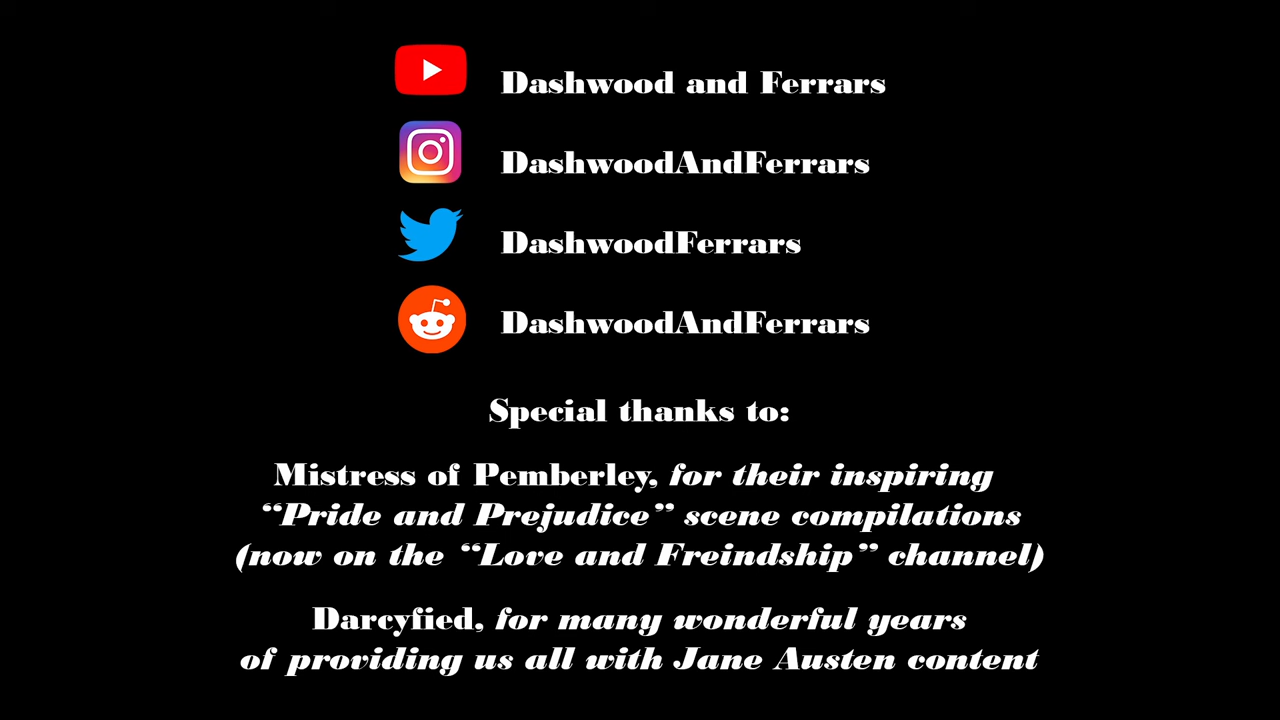 Dashwood and Ferrars
DashwoodAndFerrars
DashwoodFerrars
DashwoodAndFerrars
Special thanks to:
Mistress of Pemberley, for their inspiring
“Pride and Prejudice” scene compilations
(now on the “Love and Freindship” channel)
Darcyfied, for many wonderful years
of providing us all with Jane Austen content